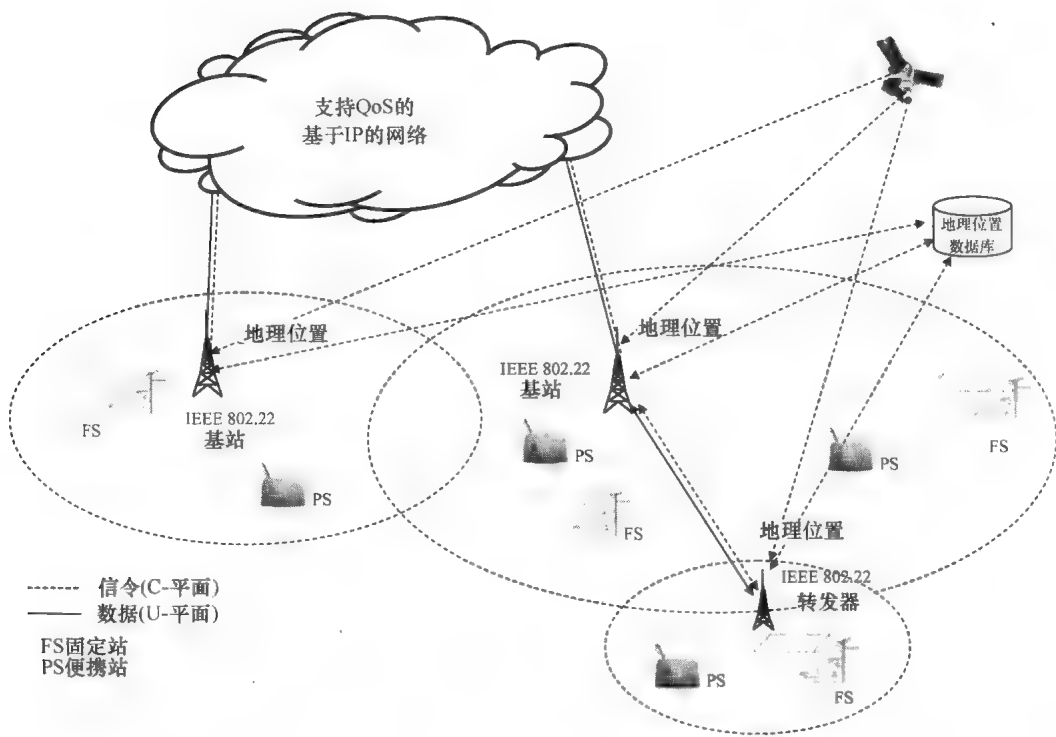 支持QoS的
基于IP的网络
地理位置
数据库
地理位置
地理位置
IEEE 802.22
基站
IEEE 802.22
基站
FS
PS
PS
FS
PS
FS
地理位置
IEEE 802.22
转发器
PS
FS
信令(C-平面)
数据(U-平面)
FS固定站
PS便携站